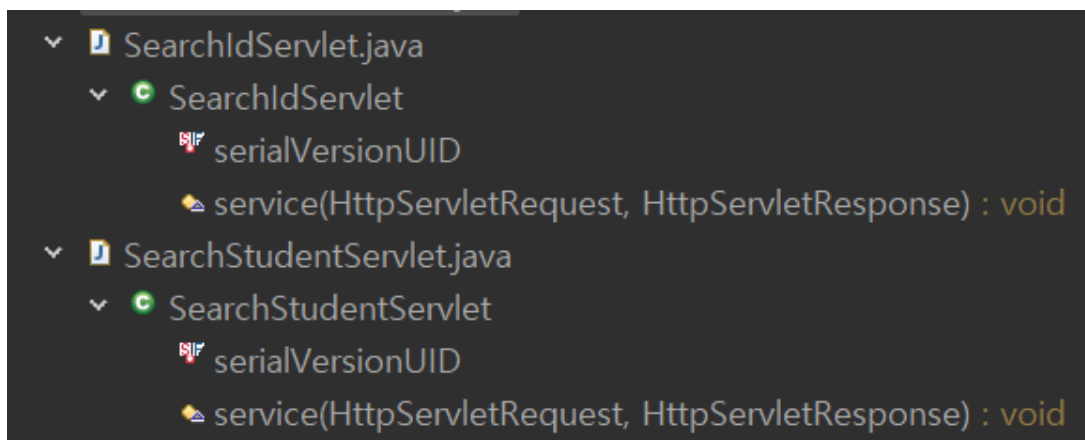 SearchIdServlet.java
SearchIdServlet
serialVersionUID
service(HttpServletRequest, HttpServletResponse) : void
SearchStudentServlet.java
SearchStudentServlet
serialVersionUID
service(HttpServletRequest, HttpServletResponse) : void